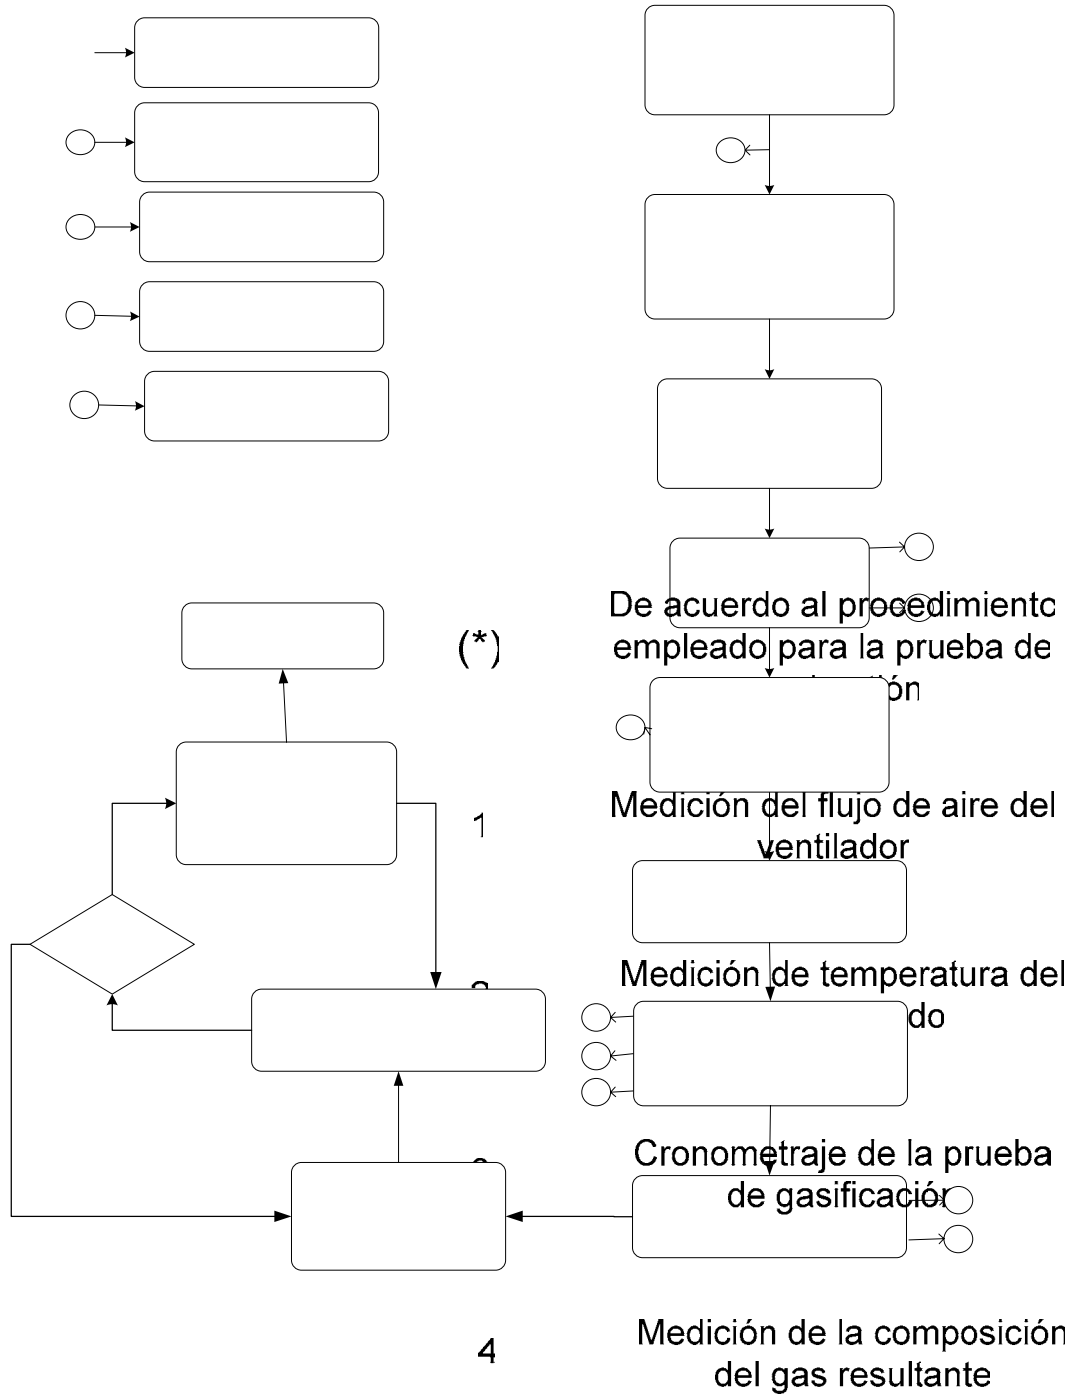 (*)
De acuerdo al procedimiento
empleado para la prueba de
1
Medición del flujo de aire del
ventilador
Medición de temperatura del
Cronometraje de la prueba
de gasificación
4
Medición de la composición
del gas resultante